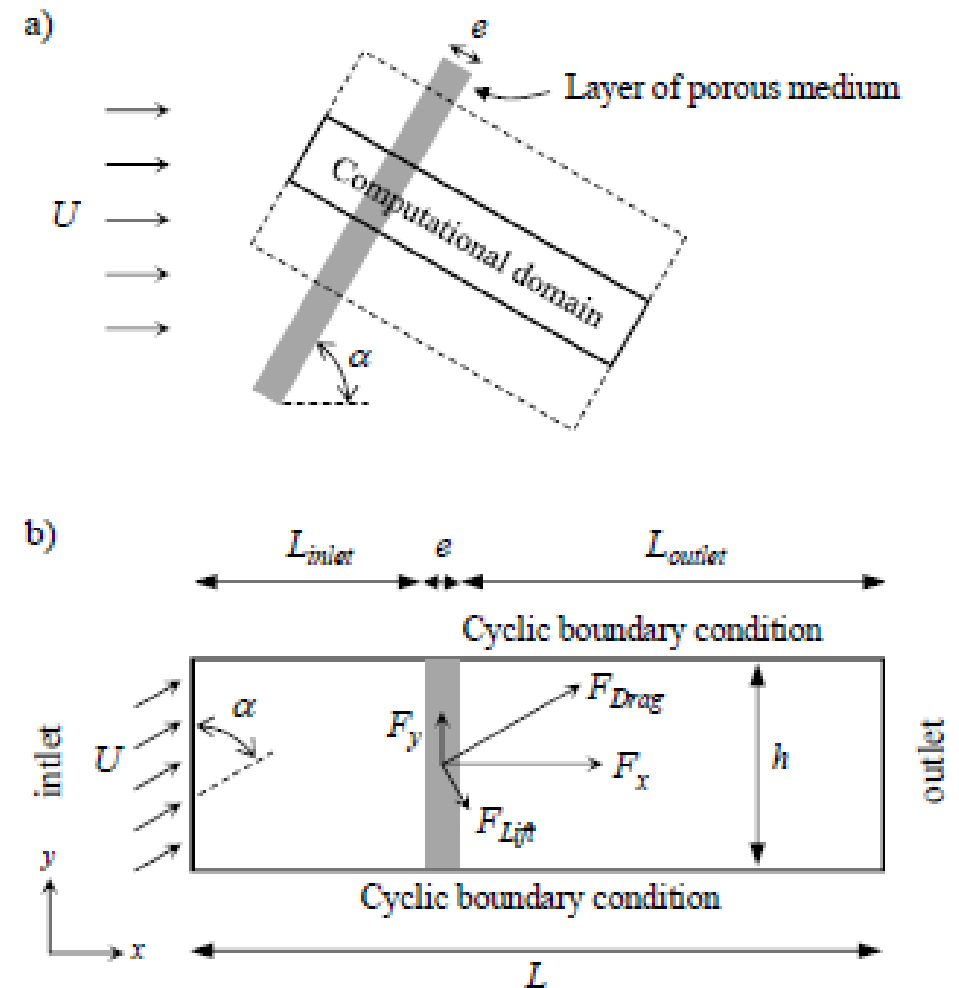 a)
e
Layer of porous medium
U
Computational domain
α
b)
L_inlet e L_outlet
Cyclic boundary condition
α
F_Drag
F_y
intlet
U
F_x
h
outlet
F_Lift
y
Cyclic boundary condition
x
L